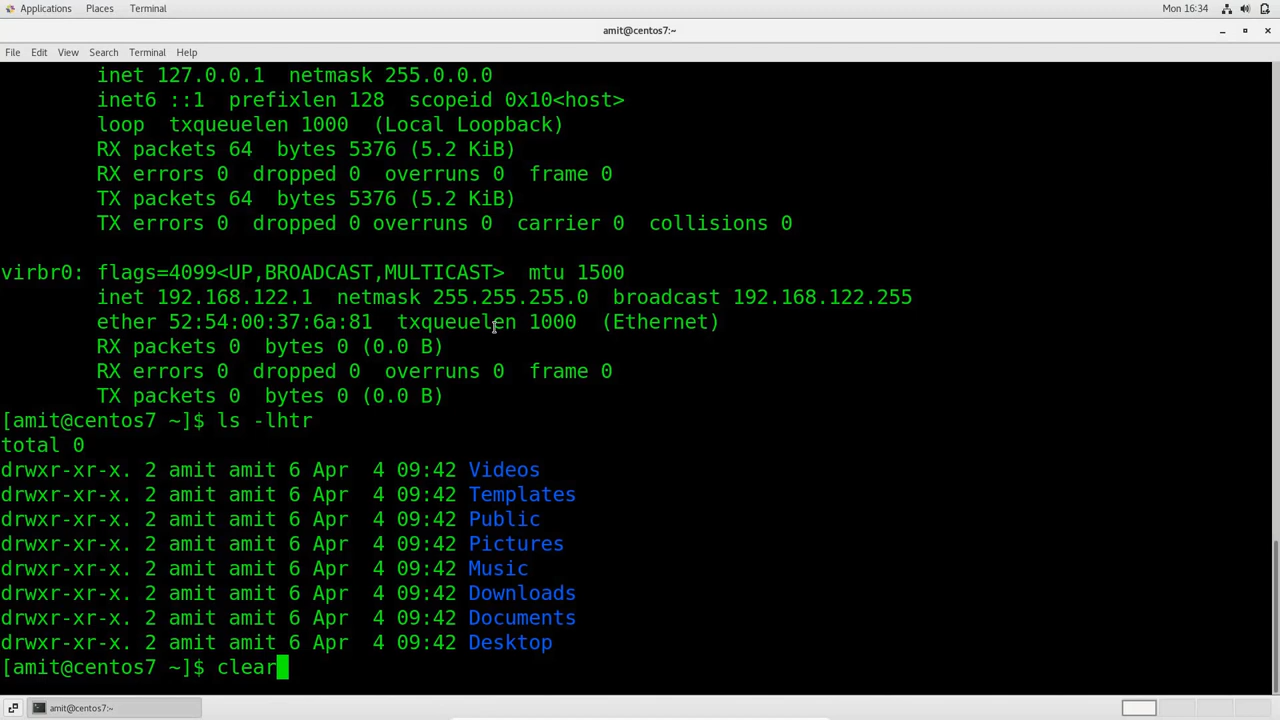 Applications Places Terminal Mon 16:34
amit@centos7:~
File Edit View Search Terminal Help
inet 127.0.0.1  netmask 255.0.0.0
inet6 ::1  prefixlen 128  scopeid 0x10<host>
loop  txqueuelen 1000  (Local Loopback)
RX packets 64  bytes 5376 (5.2 KiB)
RX errors 0  dropped 0  overruns 0  frame 0
TX packets 64  bytes 5376 (5.2 KiB)
TX errors 0  dropped 0 overruns 0  carrier 0  collisions 0
virbr0: flags=4099<UP,BROADCAST,MULTICAST>  mtu 1500
inet 192.168.122.1  netmask 255.255.255.0  broadcast 192.168.122.255
ether 52:54:00:37:6a:81  txqueuelen 1000  (Ethernet)
RX packets 0  bytes 0 (0.0 B)
RX errors 0  dropped 0  overruns 0  frame 0
TX packets 0  bytes 0 (0.0 B)
[amit@centos7 ~]$ ls -lhtr
total 0
drwxr-xr-x. 2 amit amit 6 Apr  4 09:42 Videos
drwxr-xr-x. 2 amit amit 6 Apr  4 09:42 Templates
drwxr-xr-x. 2 amit amit 6 Apr  4 09:42 Public
drwxr-xr-x. 2 amit amit 6 Apr  4 09:42 Pictures
drwxr-xr-x. 2 amit amit 6 Apr  4 09:42 Music
drwxr-xr-x. 2 amit amit 6 Apr  4 09:42 Downloads
drwxr-xr-x. 2 amit amit 6 Apr  4 09:42 Documents
drwxr-xr-x. 2 amit amit 6 Apr  4 09:42 Desktop
[amit@centos7 ~]$ clear
amit@centos7:~